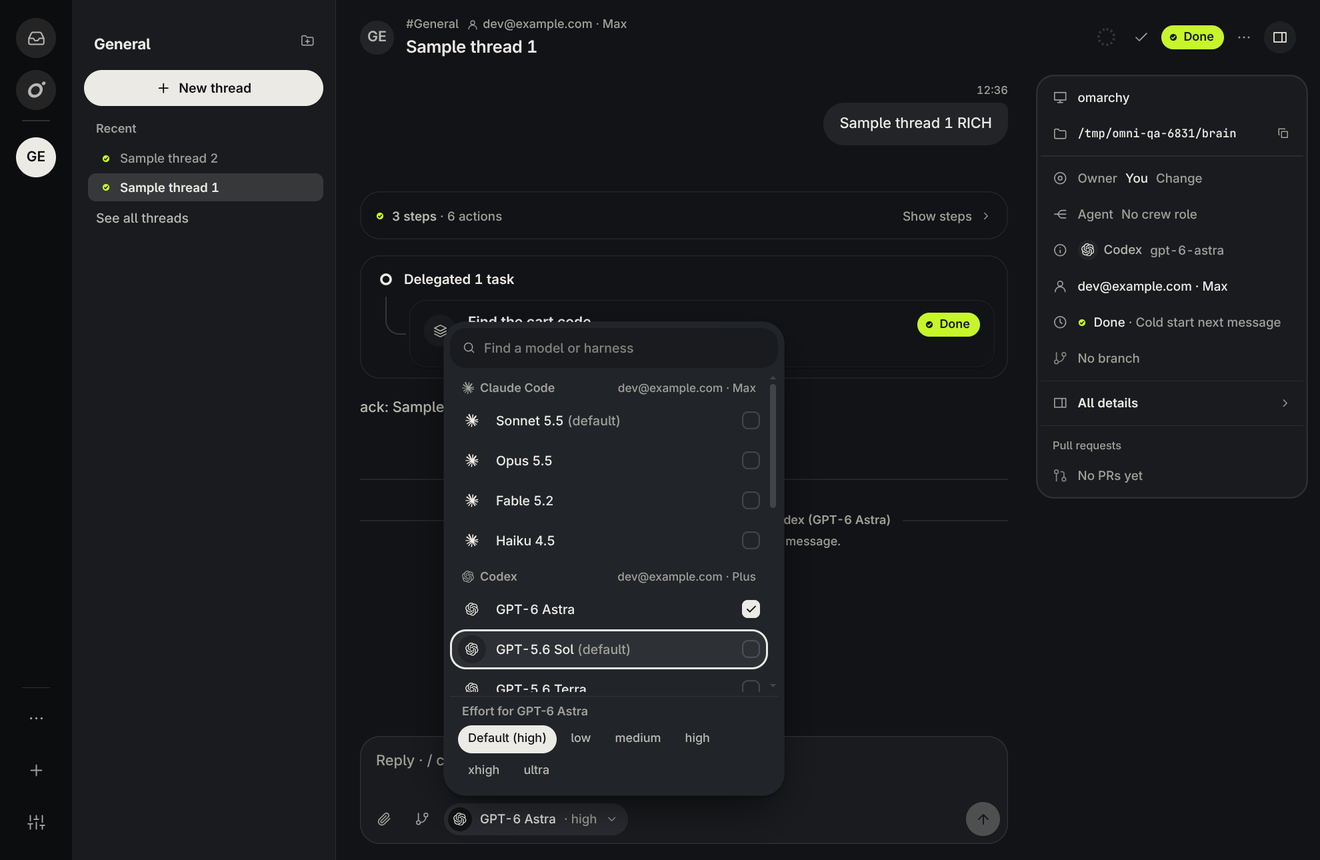 General
New thread
Recent
Sample thread 2
Sample thread 1
See all threads
GE
GE
#General dev@example.com · Max
Sample thread 1
Done
12:36
Sample thread 1 RICH
3 steps · 6 actions
Show steps
Delegated 1 task
Find the cart code
Done
ack: Sample
dex (GPT-6 Astra)
message.
Find a model or harness
Claude Code dev@example.com · Max
Sonnet 5.5 (default)
Opus 5.5
Fable 5.2
Haiku 4.5
Codex dev@example.com · Plus
GPT-6 Astra
GPT-5.6 Sol (default)
GPT-5.6 Terra
Effort for GPT-6 Astra
Default (high) low medium high
xhigh ultra
Reply · / c
GPT-6 Astra · high
omarchy
/tmp/omni-qa-6831/brain
Owner You Change
Agent No crew role
Codex gpt-6-astra
dev@example.com · Max
Done · Cold start next message
No branch
All details
Pull requests
No PRs yet